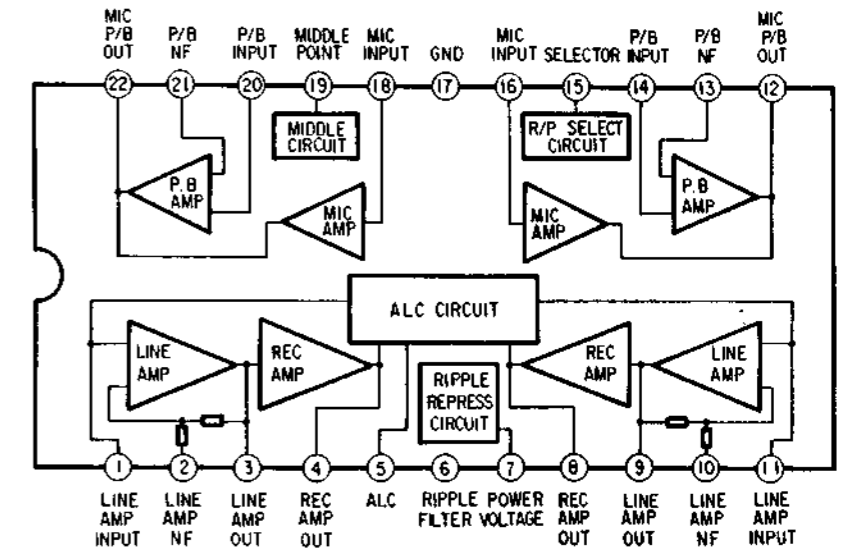 MIC
P/B
OUT
P/B
NF
P/B
INPUT
MIDDLE
POINT
MIC
INPUT
GND
MIC
INPUT
SELECTOR
P/B
INPUT
P/B
NF
MIC
P/B
OUT
22
21
20
19
18
17
16
15
14
13
12
MIDDLE
CIRCUIT
R/P SELECT
CIRCUIT
P.B
AMP
MIC
AMP
MIC
AMP
P.B
AMP
ALC CIRCUIT
LINE
AMP
REC
AMP
RIPPLE
REPRESS
CIRCUIT
REC
AMP
LINE
AMP
1
2
3
4
5
6
7
8
9
10
11
LINE
AMP
INPUT
LINE
AMP
NF
LINE
AMP
OUT
REC
AMP
OUT
ALC
RIPPLE
FILTER
POWER
VOLTAGE
REC
AMP
OUT
LINE
AMP
OUT
LINE
AMP
NF
LINE
AMP
INPUT